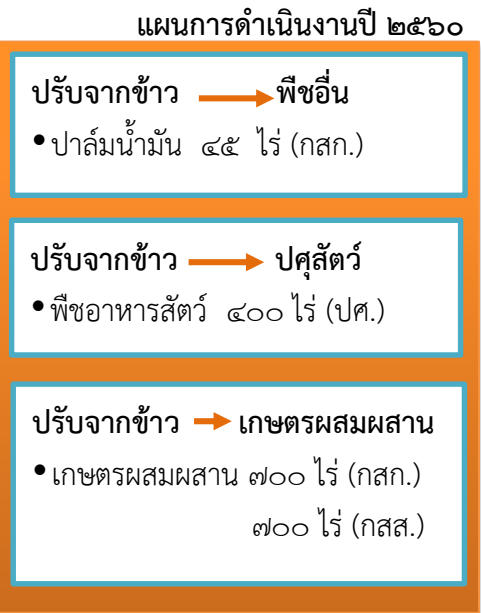 แผนการดำเนินงานปี ๒๕๖๐
ปรับจากข้าว พืชอื่น
•ปาล์มน้ำมัน ๔๕ ไร่ (กสก.)
ปรับจากข้าว ปศุสัตว์
•พืชอาหารสัตว์ ๔๐๐ ไร่ (ปศ.)
ปรับจากข้าว เกษตรผสมผสาน
•เกษตรผสมผสาน ๗๐๐ ไร่ (กสก.)
๗๐๐ ไร่ (กสส.)